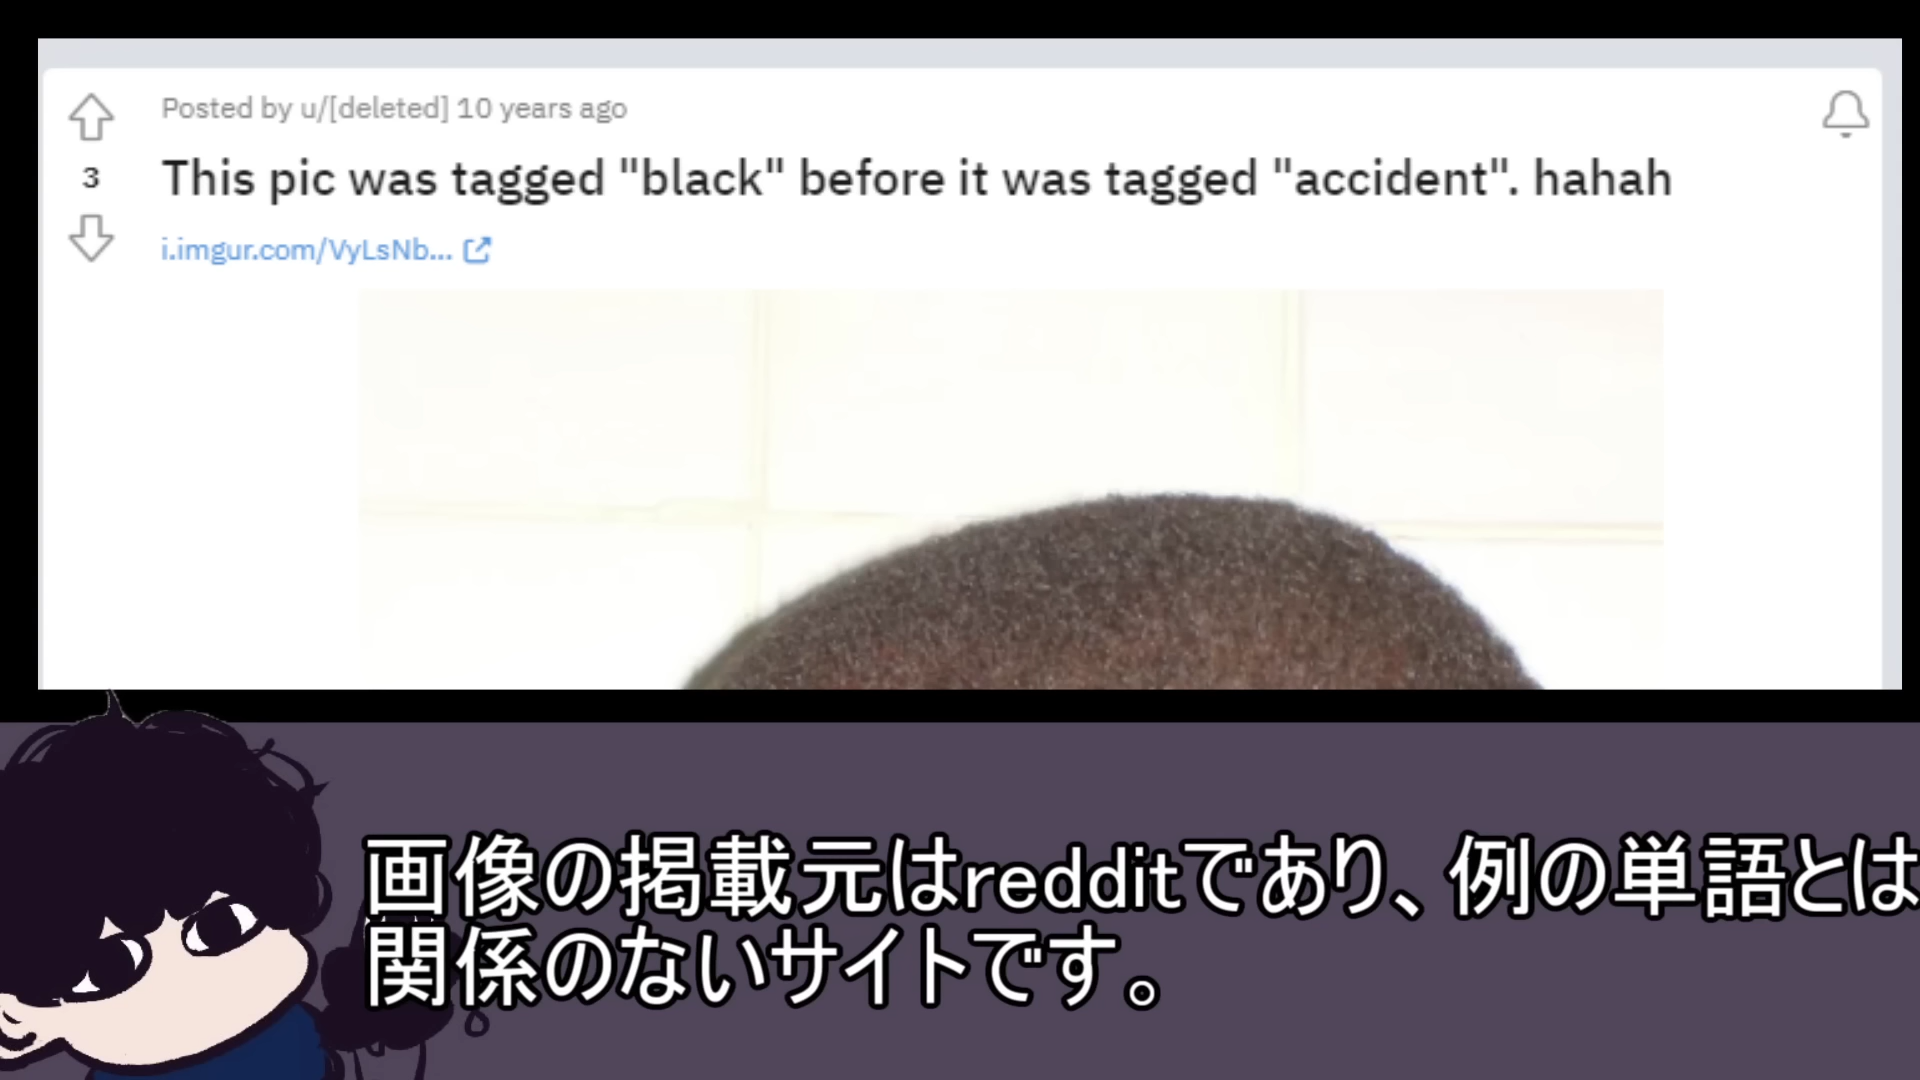 Posted by u/[deleted] 10 years ago
3
This pic was tagged "black" before it was tagged "accident". hahah
i.imgur.com/VyLsNb...
画像の掲載元はredditであり、例の単語とは
関係のないサイトです。